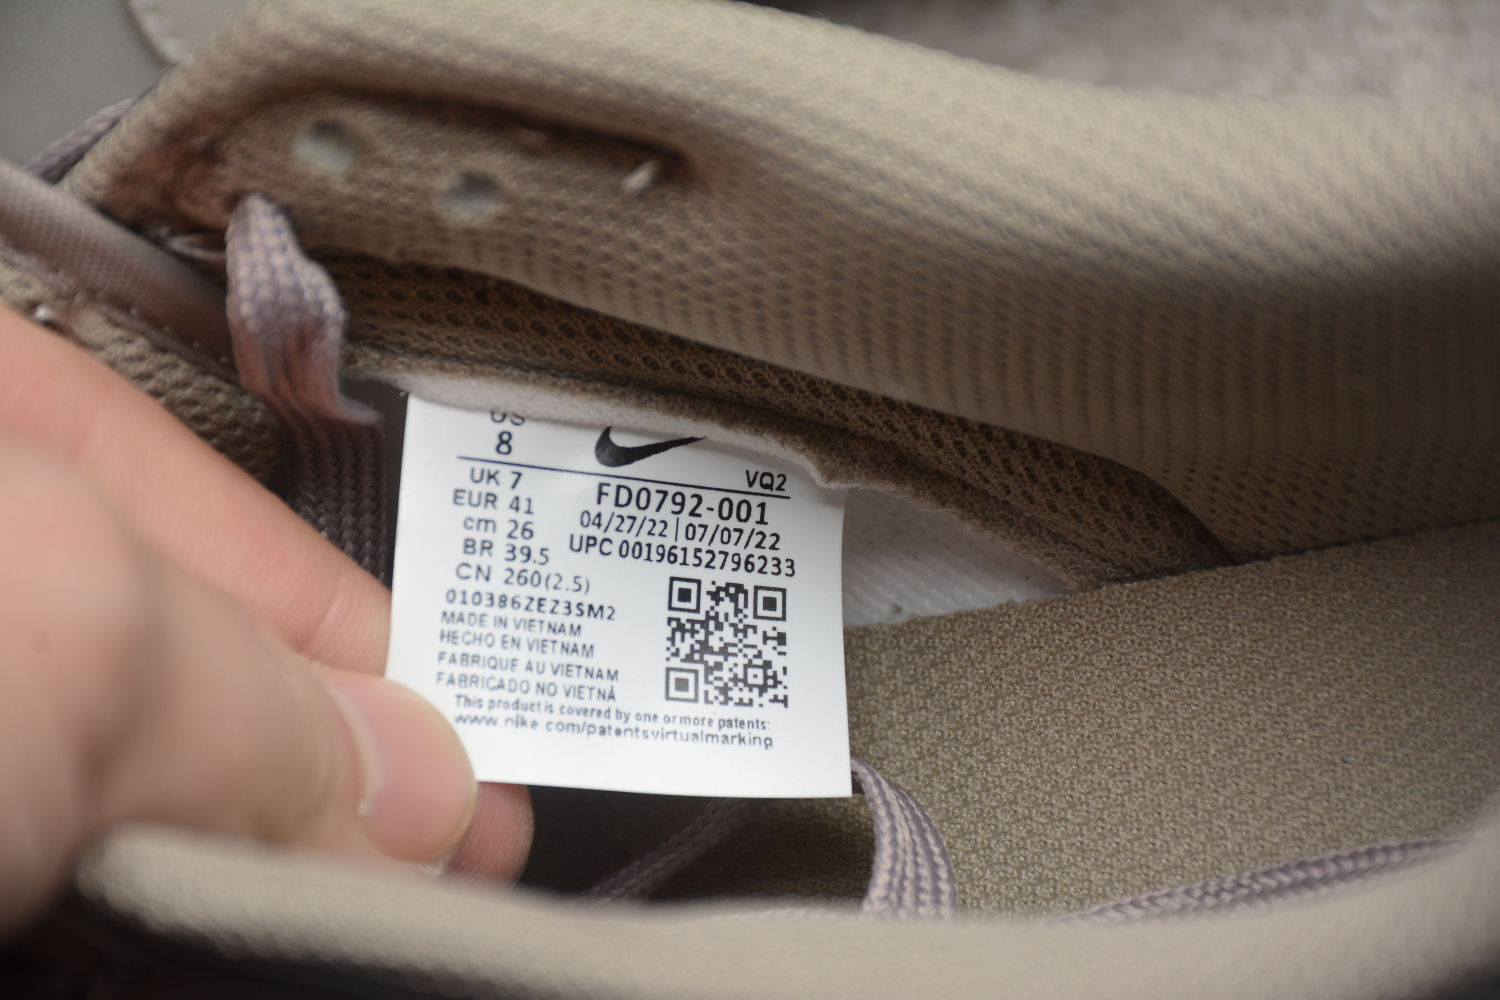 US
8
VQ2
UK 7
EUR 41
cm 26
BR 39.5
CN 260(2.5)
FD0792-001
04/27/22 | 07/07/22
UPC 00196152796233
0103862EZ3SM2
MADE IN VIETNAM
HECHO EN VIETNAM
FABRIQUE AU VIETNAM
FABRICADO NO VIETNÃ
This product is covered by one or more patents:
www.nike.com/patentsvirtualmarking